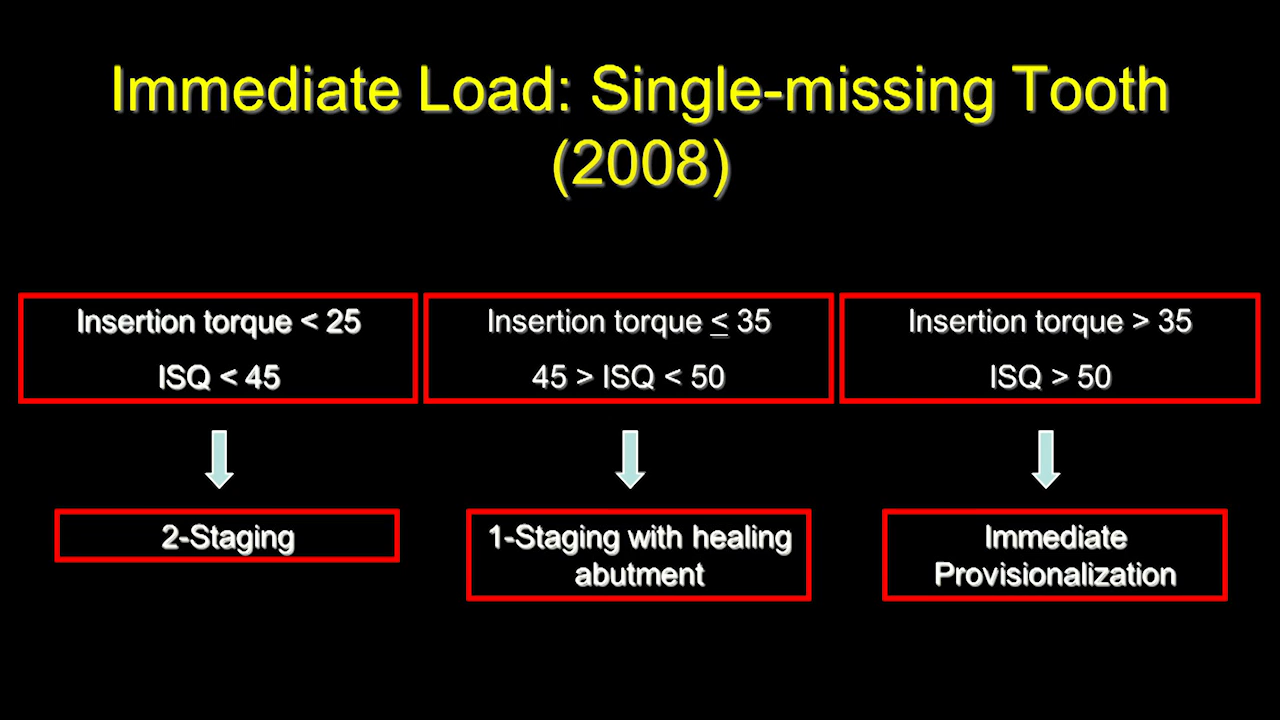 Immediate Load: Single-missing Tooth
(2008)
Insertion torque < 25
ISQ < 45
Insertion torque ≤ 35
45 > ISQ < 50
Insertion torque > 35
ISQ > 50
2-Staging
1-Staging with healing
abutment
Immediate
Provisionalization